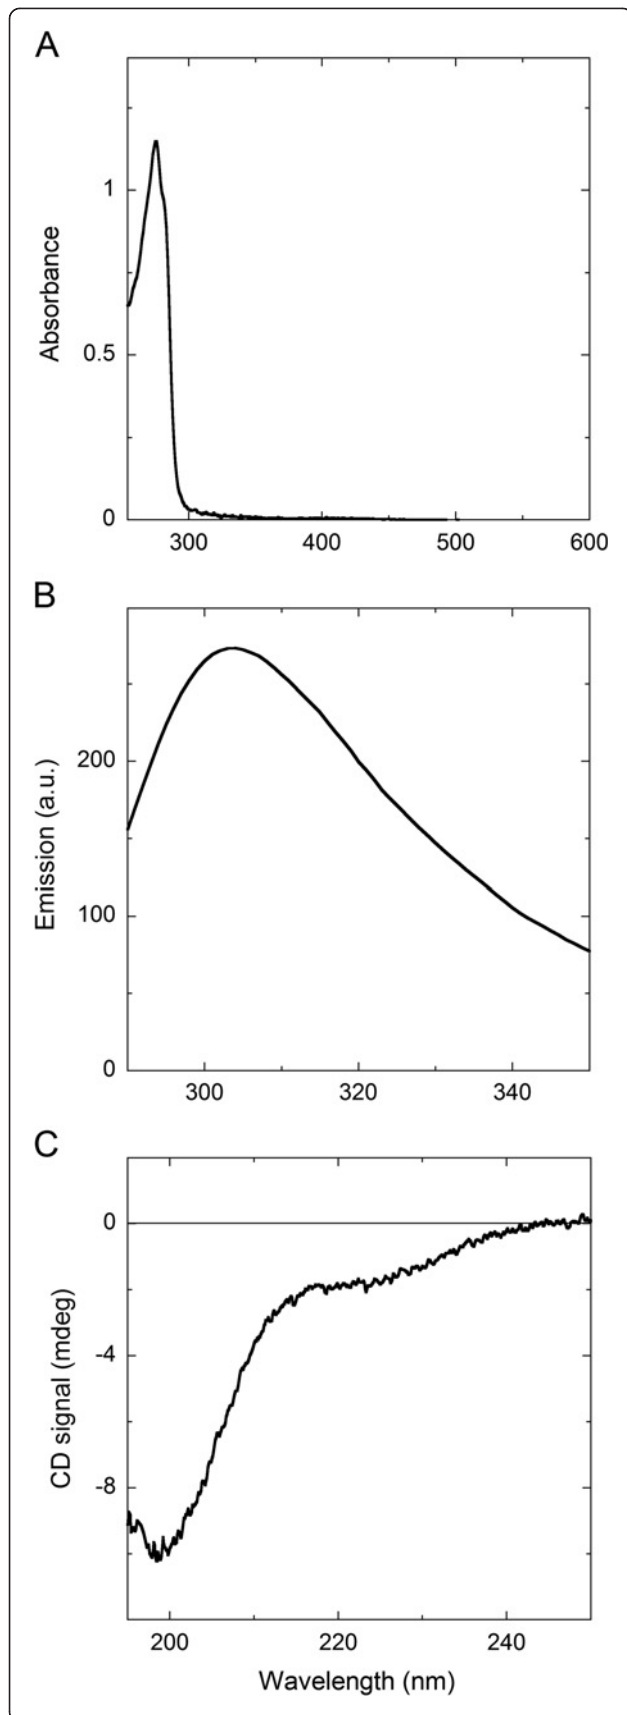 A
Absorbance
1
0.5
0
300 400 500 600
B
Emission (a.u.)
200
100
0
300 320 340
C
CD signal (mdeg)
0
-4
-8
200 220 240
Wavelength (nm)